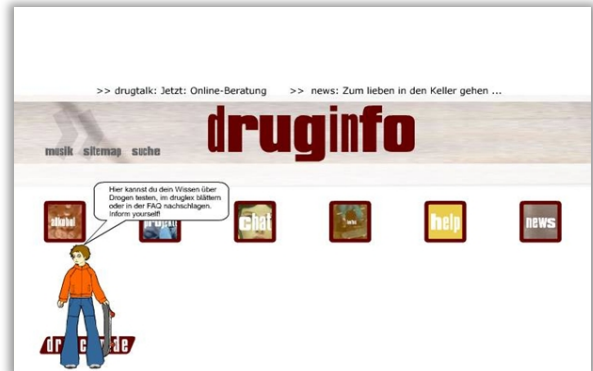 >> drugtalk: Jetzt: Online-Beratung >> news: Zum lieben in den Keller gehen ...
druginfo
musik sitemap suche
Hier kannst du dein Wissen über
Drogen testen, im druglex blättern
oder in der FAQ nachschlagen.
Inform yourself!
alkohol chat help news